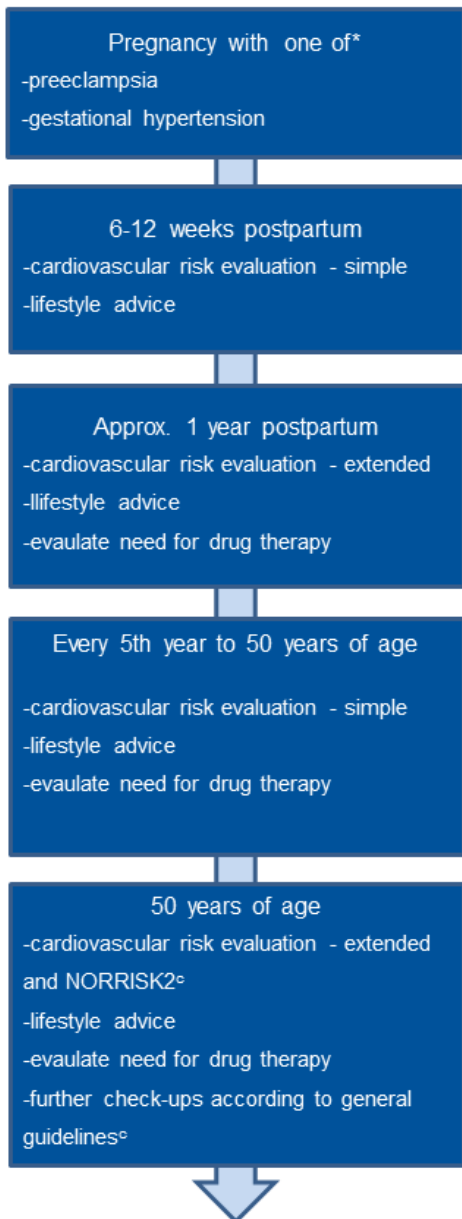 Pregnancy with one of*
-preeclampsia
-gestational hypertension
6-12 weeks postpartum
-cardiovascular risk evaluation - simple
-lifestyle advice
Approx. 1 year postpartum
-cardiovascular risk evaluation - extended
-llifestyle advice
-evaulate need for drug therapy
Every 5th year to 50 years of age
-cardiovascular risk evaluation - simple
-lifestyle advice
-evaulate need for drug therapy
50 years of age
-cardiovascular risk evaluation - extended
and NORRISK2ᶜ
-lifestyle advice
-evaulate need for drug therapy
-further check-ups according to general
guidelinesᶜ